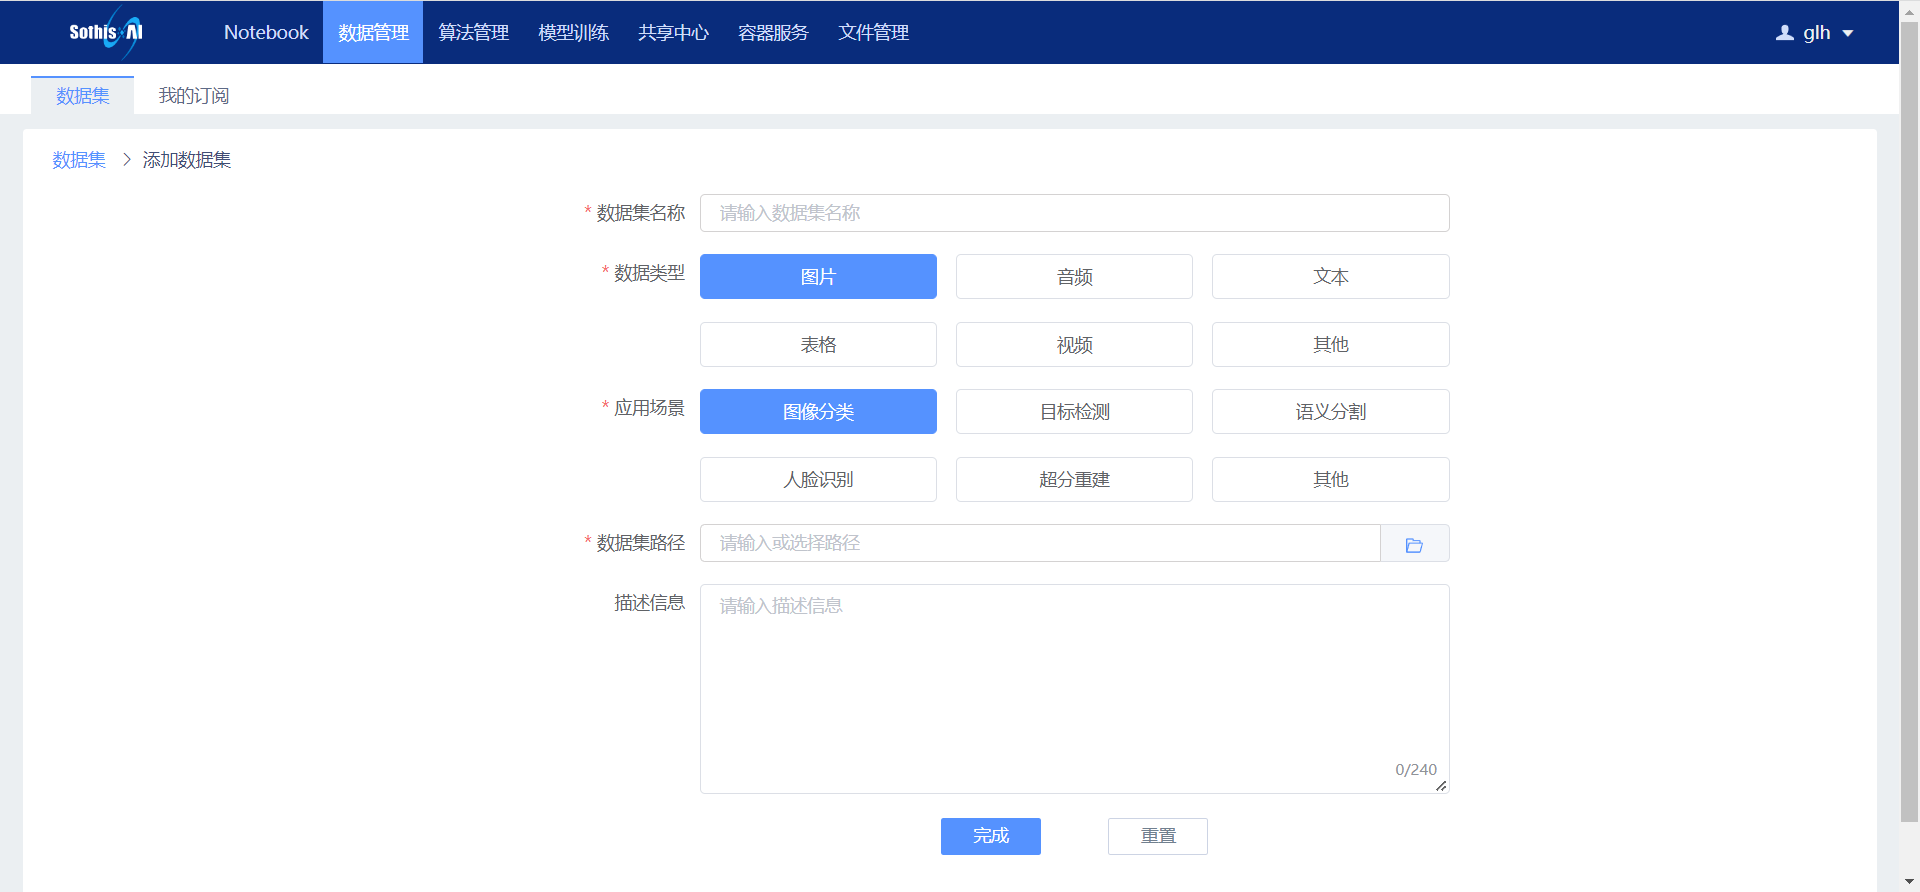 SothisAI Notebook 数据管理 算法管理 模型训练 共享中心 容器服务 文件管理 glh
数据集 我的订阅
数据集 > 添加数据集
* 数据集名称 请输入数据集名称
* 数据类型 图片 音频 文本
表格 视频 其他
* 应用场景 图像分类 目标检测 语义分割
人脸识别 超分重建 其他
* 数据集路径 请输入或选择路径
描述信息 请输入描述信息
0/240
完成 重置